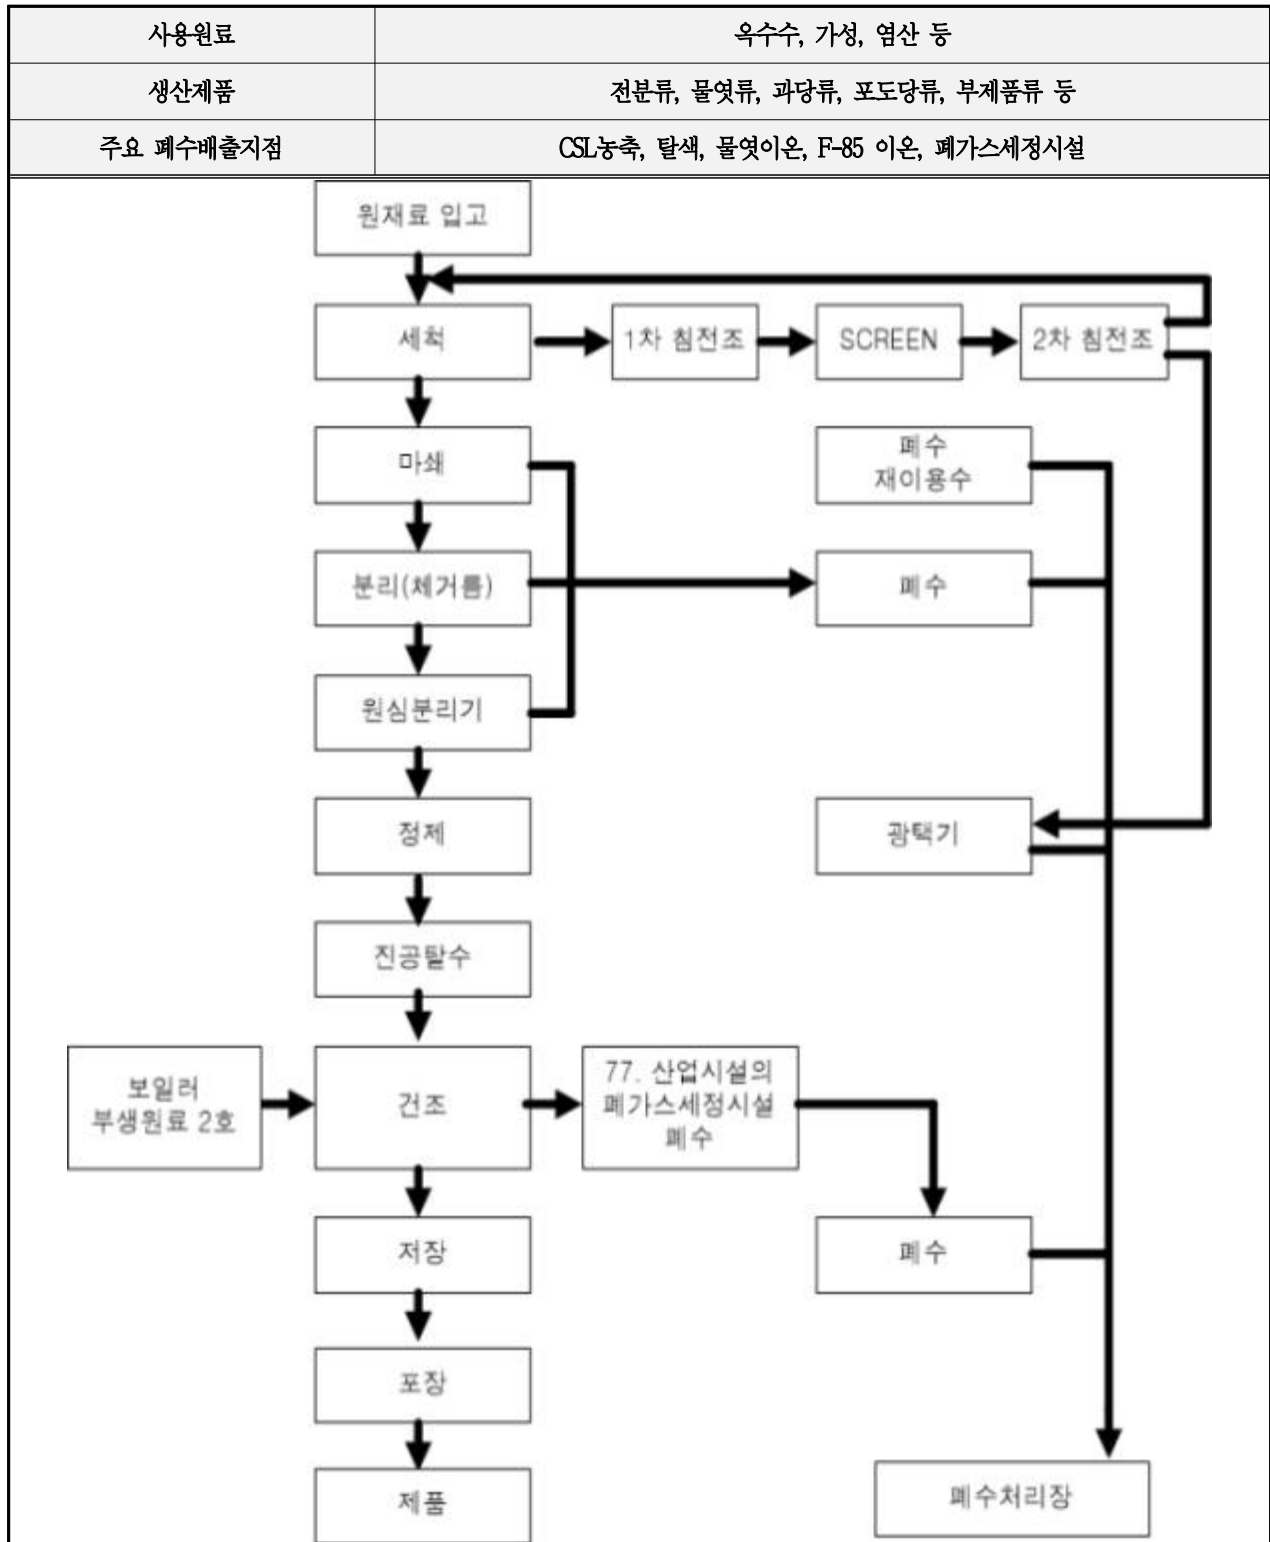 사용원료
옥수수, 가성, 염산 등
생산제품
전분류, 물엿류, 과당류, 포도당류, 부제품류 등
주요 폐수배출지점
CSL농축, 탈색, 물엿이온, F-85 이온, 폐가스세정시설
원재료 입고
세척
1차 침전조
SCREEN
2차 침전조
마쇄
폐수
재이용수
분리(체거름)
폐수
원심분리기
정제
광택기
진공탈수
보일러
부생원료 2호
건조
77. 산업시설의
폐가스세정시설
폐수
저장
폐수
포장
제품
폐수처리장